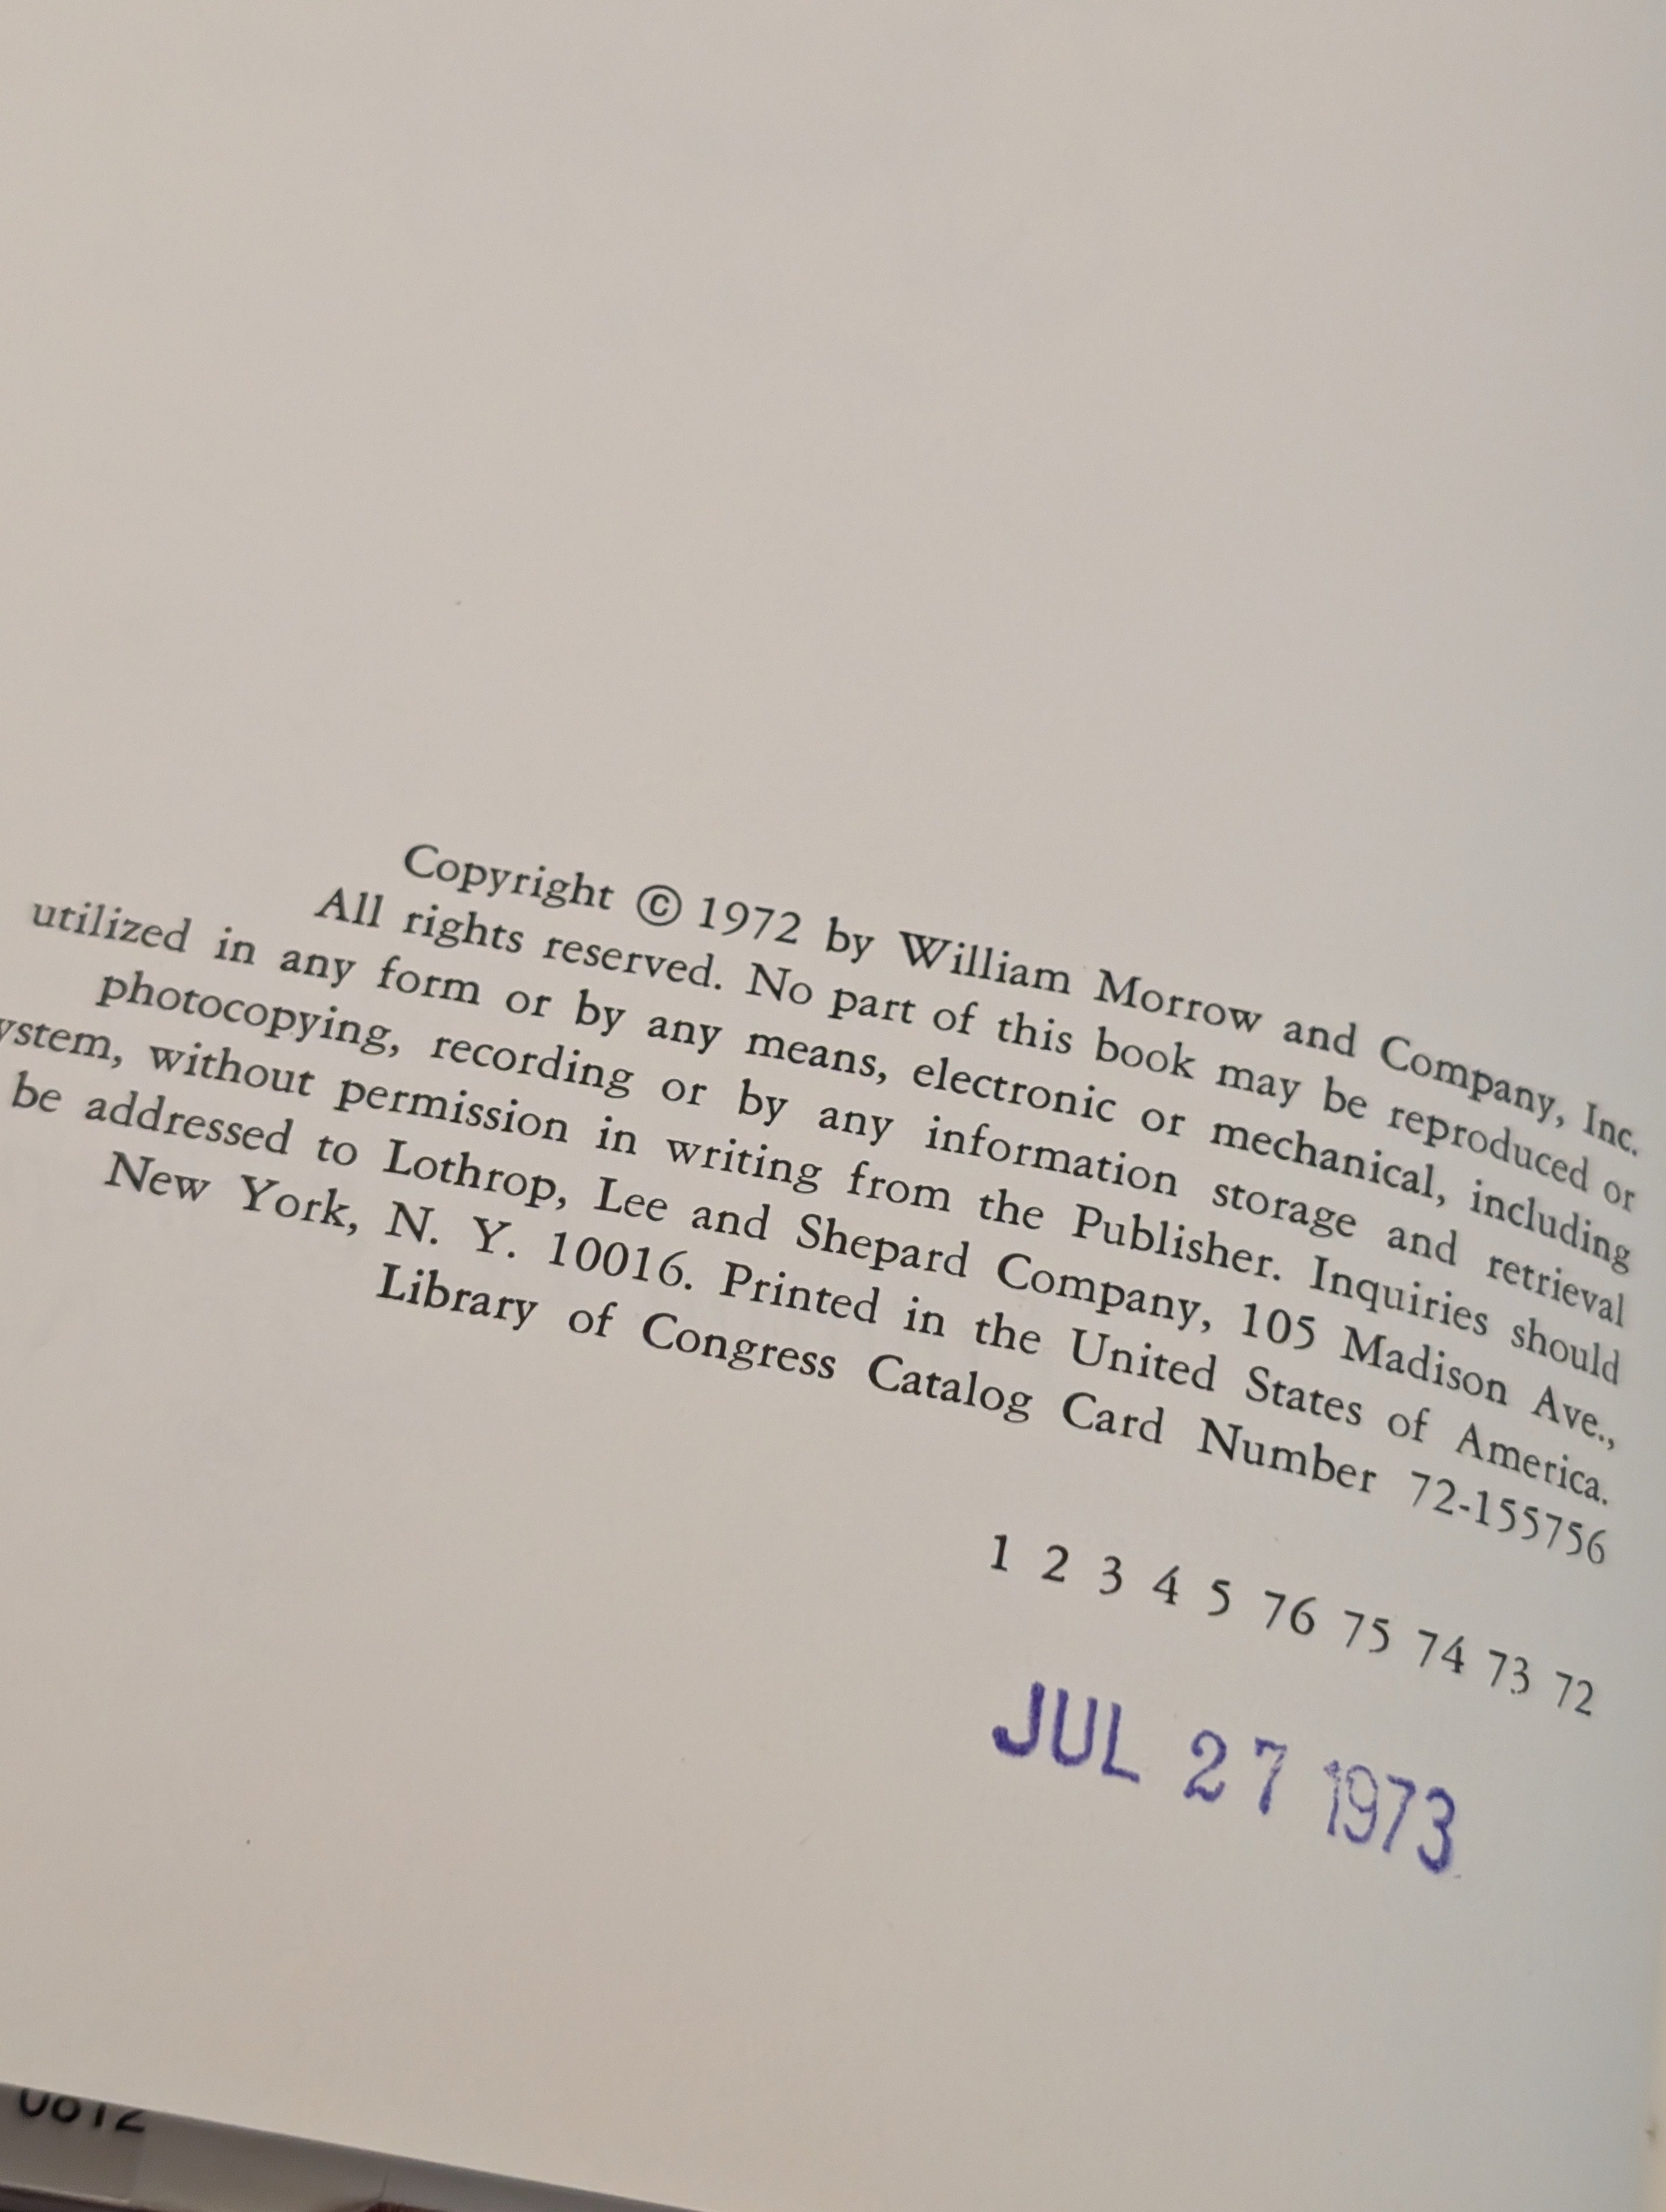 Copyright © 1972 by William Morrow and Company, Inc.
All rights reserved. No part of this book may be reproduced or
utilized in any form or by any means, electronic or mechanical, including
photocopying, recording or by any information storage and retrieval
ystem, without permission in writing from the Publisher. Inquiries should
be addressed to Lothrop, Lee and Shepard Company, 105 Madison Ave.,
New York, N. Y. 10016. Printed in the United States of America.
Library of Congress Catalog Card Number 72-155756
1 2 3 4 5 76 75 74 73 72
JUL 27 1973